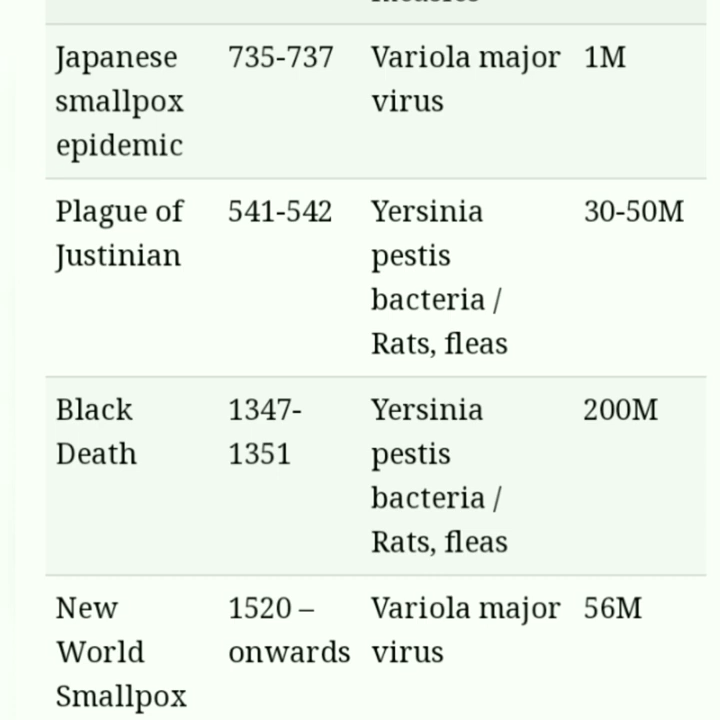 Japanese 735-737 Variola major 1M
smallpox virus
epidemic
Plague of 541-542 Yersinia 30-50M
Justinian pestis
bacteria /
Rats, fleas
Black 1347- Yersinia 200M
Death 1351 pestis
bacteria /
Rats, fleas
New 1520 – Variola major 56M
World onwards virus
Smallpox